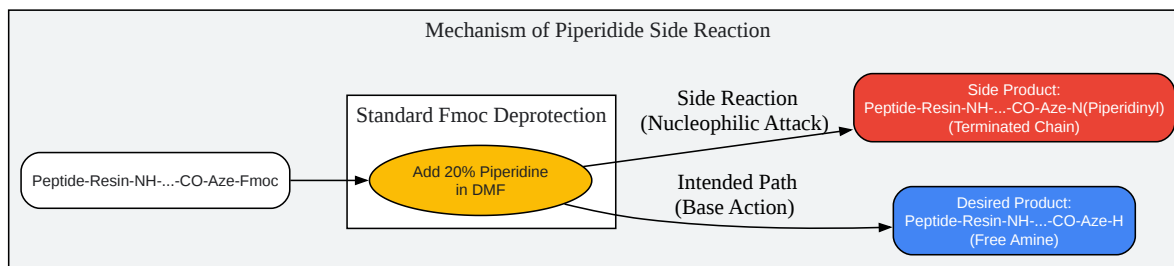 Mechanism of Piperidide Side Reaction
Standard Fmoc Deprotection
Peptide-Resin-NH-...-CO-Aze-Fmoc
Add 20% Piperidine
in DMF
Side Reaction
(Nucleophilic Attack)
Intended Path
(Base Action)
Side Product:
Peptide-Resin-NH-...-CO-Aze-N(Piperidinyl)
(Terminated Chain)
Desired Product:
Peptide-Resin-NH-...-CO-Aze-H
(Free Amine)